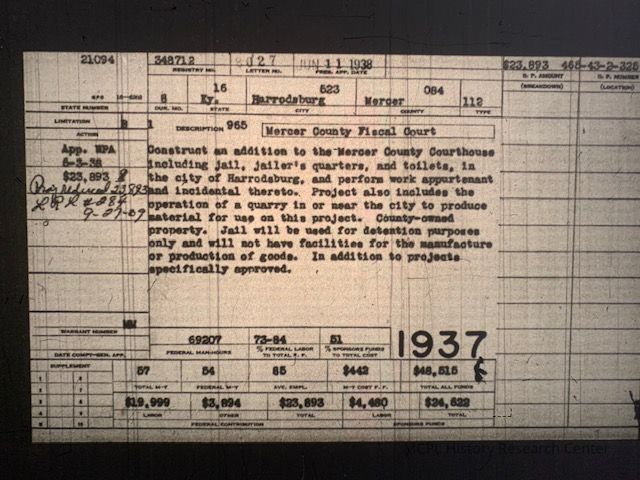 21094
348712
REGISTRY NO.
8027
LETTER NO.
JUN 11 1938
PRES. APP. DATE
$23,893 465-43-2-325
O. P. AMOUNT
(BREAKDOWN)
O. P. NUMBER
(LOCATION)
STATE NUMBER
8
DUR. MO.
16
Ky.
STATE
523
Harrodsburg
CITY
084
Mercer
COUNTY
112
TYPE
LIMITATION
B
1
DESCRIPTION 965
Mercer County Fiscal Court
ACTION
App. WPA
6-3-38
$23,893
9-27-39
Construct an addition to the Mercer County Courthouse
including jail, jailer's quarters, and toilets, in
the city of Harrodsburg, and perform work appurtenant
and incidental thereto. Project also includes the
operation of a quarry in or near the city to produce
material for use on this project. County-owned
property. Jail will be used for detention purposes
only and will not have facilities for the manufacture
or production of goods. In addition to projects
specifically approved.
WARRANT NUMBER
DATE COMPT-GEN. APP.
69207
FEDERAL MAN-HOURS
73-84
% FEDERAL LABOR
TO TOTAL F. F.
51
% SPONSORS FUNDS
TO TOTAL COST
1937
SUPPLEMENT
57
TOTAL M-Y
54
FEDERAL M-Y
85
AVE. EMPL.
$442
M-Y COST F. F.
$48,515
TOTAL ALL FUNDS
$19,999
LABOR
$3,894
OTHER
$23,893
TOTAL
$4,480
LABOR
$24,622
TOTAL
FEDERAL CONTRIBUTION
SPONSORS FUNDS
MCPL History Research Center